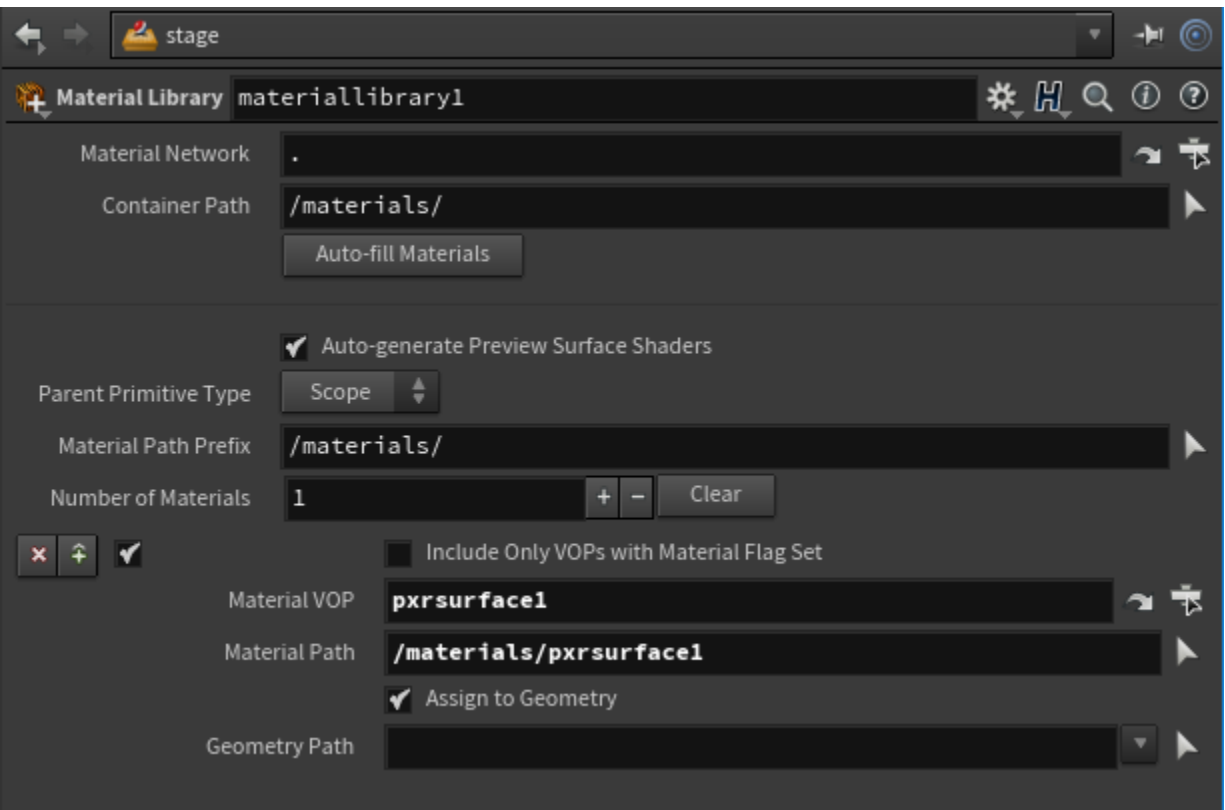 stage
Material Library materiallibrary1
Material Network .
Container Path /materials/
Auto-fill Materials
Auto-generate Preview Surface Shaders
Parent Primitive Type Scope
Material Path Prefix /materials/
Number of Materials 1 + - Clear
Include Only VOPs with Material Flag Set
Material VOP pxrsurface1
Material Path /materials/pxrsurface1
Assign to Geometry
Geometry Path